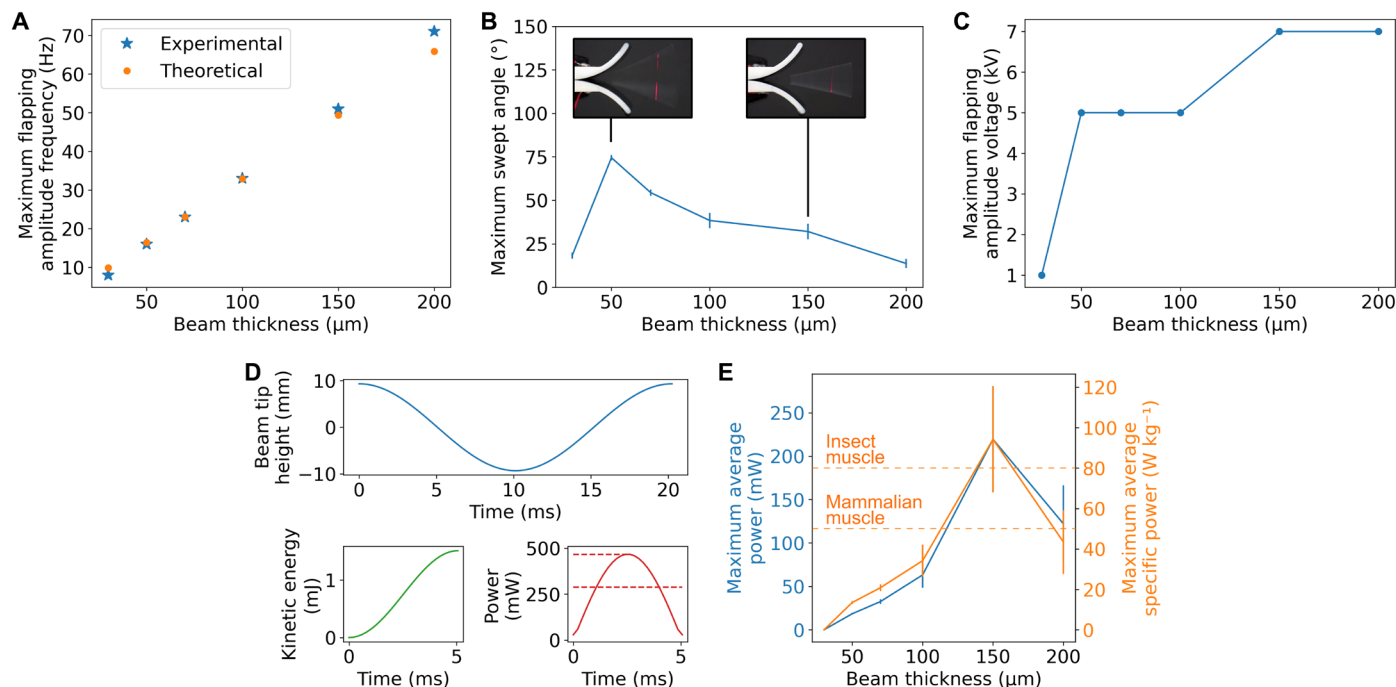 A
Maximum flapping
amplitude frequency (Hz)
70
60
50
40
30
20
10
Experimental
Theoretical
50
100
150
200
Beam thickness (µm)
B
Maximum swept angle (°)
150
125
100
75
50
25
0
50
100
150
200
Beam thickness (µm)
C
Maximum flapping
amplitude voltage (kV)
7
6
5
4
3
2
1
50
100
150
200
Beam thickness (µm)
D
Beam tip
height (mm)
10
0
−10
0
5
10
15
20
Time (ms)
Kinetic energy
(mJ)
1
0
0
5
Time (ms)
Power
(mW)
500
250
0
0
5
Time (ms)
E
Maximum average
power (mW)
250
200
150
100
50
0
Insect
muscle
Mammalian
muscle
120
100
80
60
40
20
0
Maximum average
specific power (W kg⁻¹)
50
100
150
200
Beam thickness (µm)